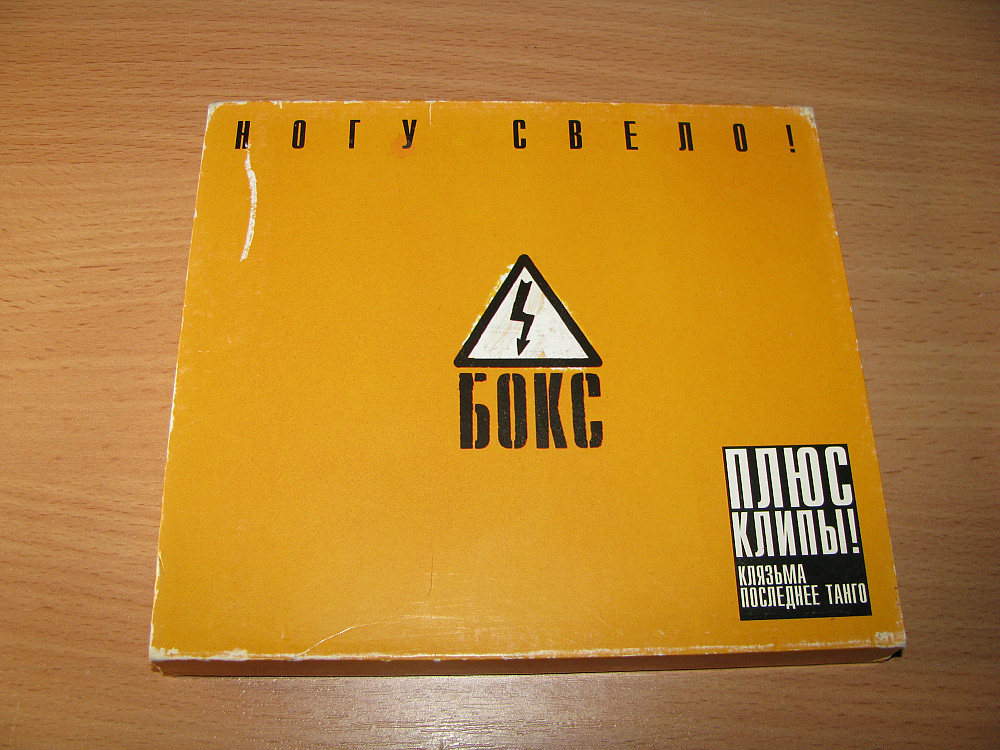 НОГУ СВЕЛО!
БОКС
ПЛЮС
КЛИПЫ!
КЛЯЗЬМА
ПОСЛЕДНЕЕ ТАНГО